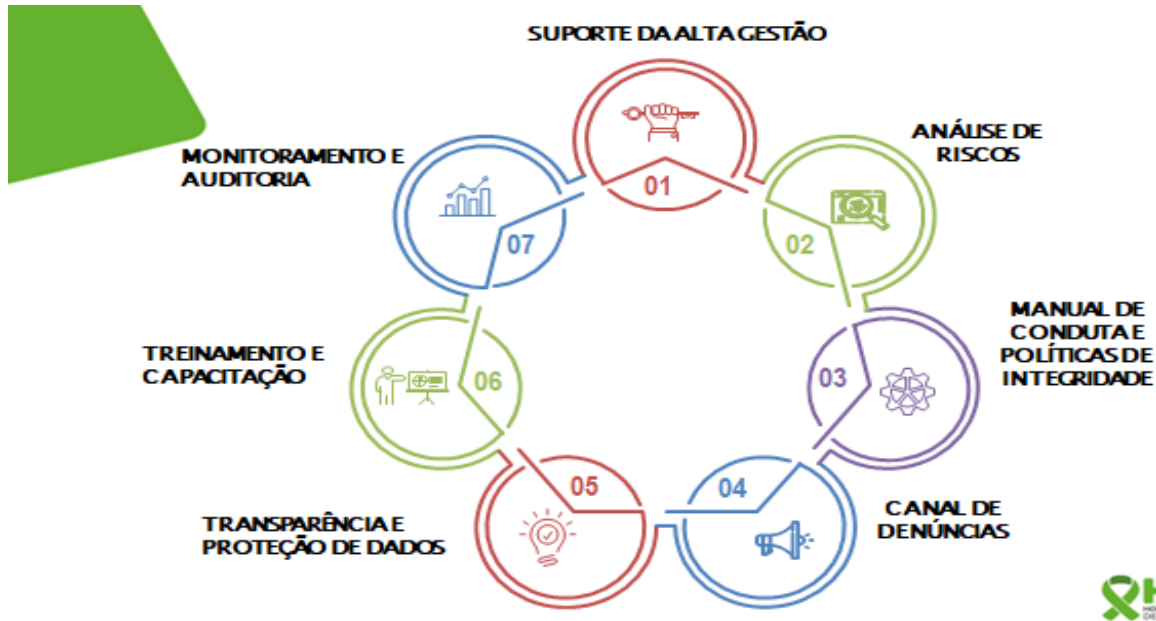 SUPORTE DA ALTA GESTÃO
01
ANÁLISE DE
RISCOS
02
MANUAL DE
CONDUTA E
POLÍTICAS DE
INTEGRIDADE
03
CANAL DE
DENÚNCIAS
04
TRANSPARÊNCIA E
PROTEÇÃO DE DADOS
05
TREINAMENTO E
CAPACITAÇÃO
06
MONITORAMENTO E
AUDITORIA
07